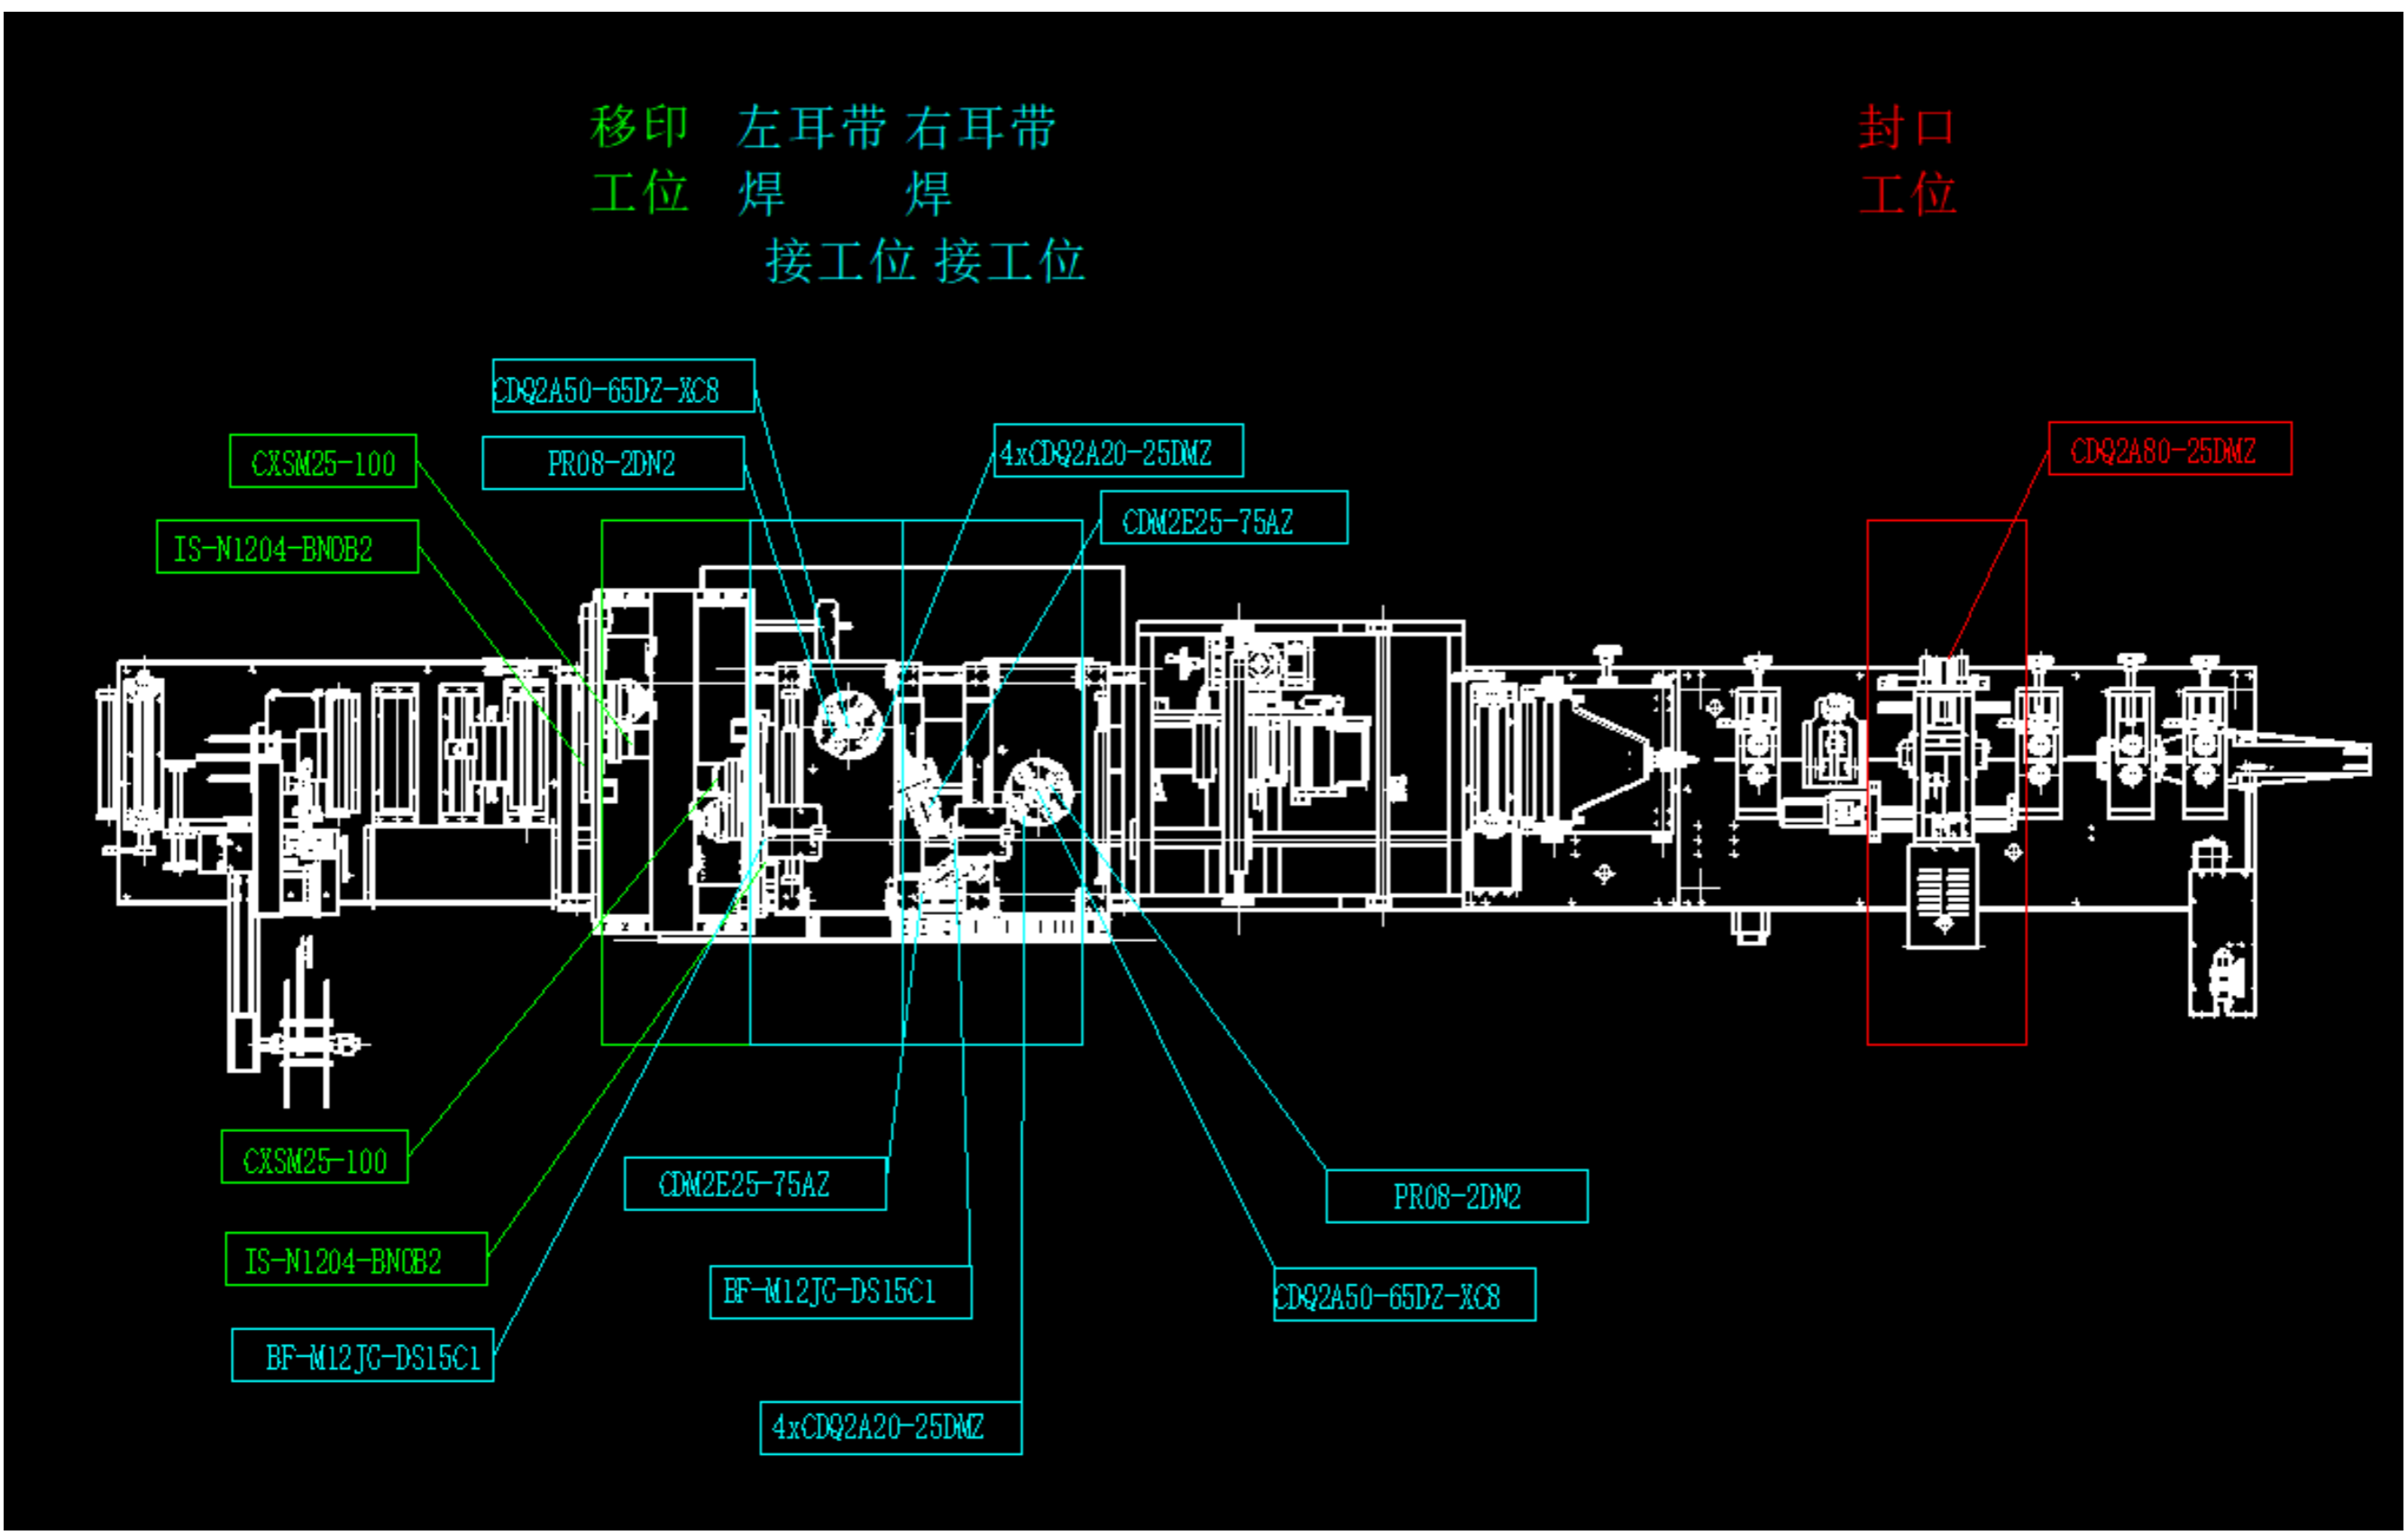 移印 左耳带 右耳带 封口
工位 焊 焊 工位
接工位 接工位
CDQ2A50-65DZ-XC8
CXSM25-100
PR08-2DN2
4xCDQ2A20-25DMZ
CDQ2A80-25DMZ
IS-N1204-BNOB2
CDM2E25-75AZ
CXSM25-100
CDM2E25-75AZ
PR08-2DN2
IS-N1204-BNOB2
BF-M12JG-DS15C1
CDQ2A50-65DZ-XC8
BF-M12JG-DS15C1
4xCDQ2A20-25DMZ